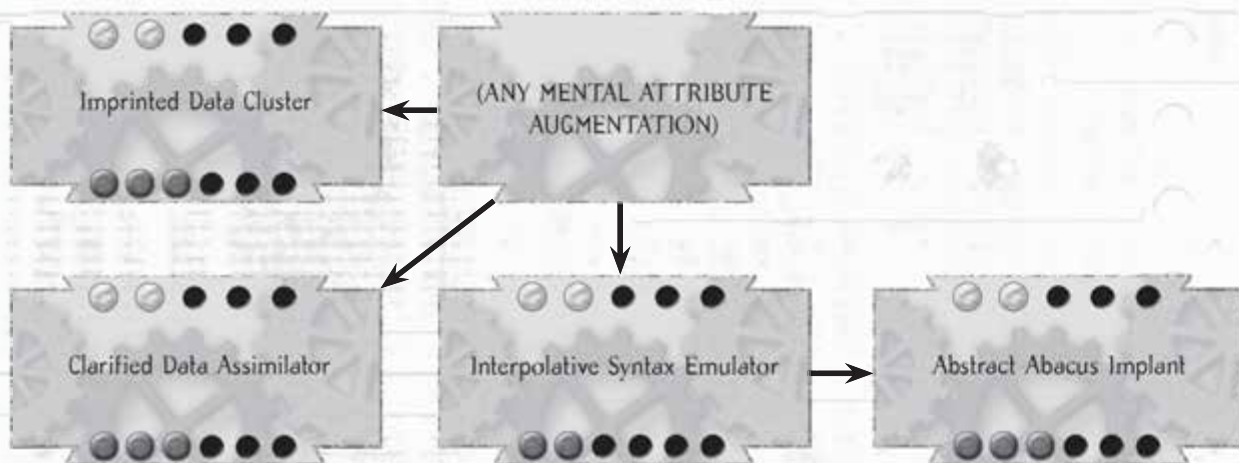 Imprinted Data Cluster
(ANY MENTAL ATTRIBUTE
AUGMENTATION)
Clarified Data Assimilator
Interpolative Syntax Emulator
Abstract Abacus Implant